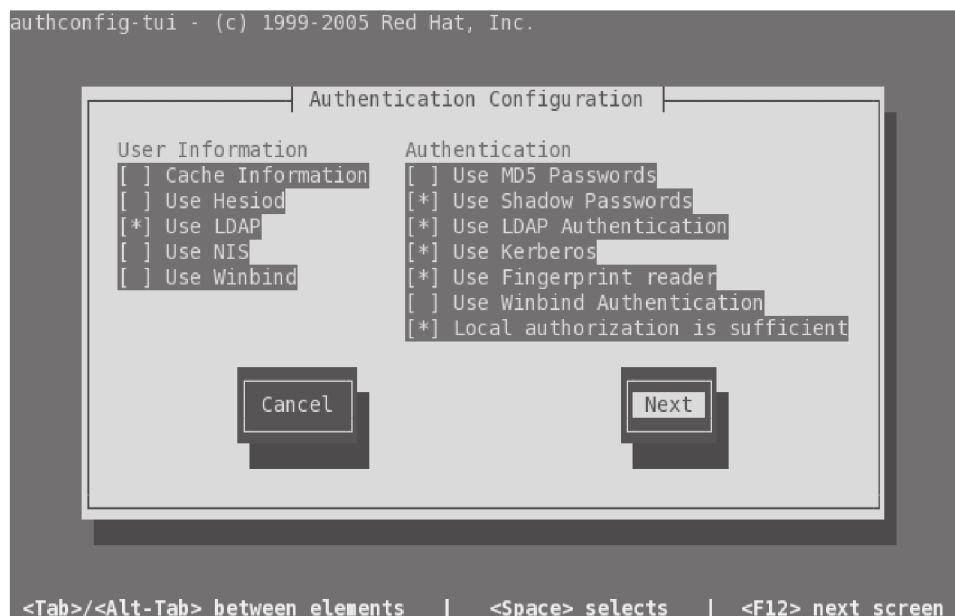 authconfig-tui - (c) 1999-2005 Red Hat, Inc.
Authentication Configuration
User Information
[ ] Cache Information
[ ] Use Hesiod
[*] Use LDAP
[ ] Use NIS
[ ] Use Winbind
Authentication
[ ] Use MD5 Passwords
[*] Use Shadow Passwords
[*] Use LDAP Authentication
[*] Use Kerberos
[*] Use Fingerprint reader
[ ] Use Winbind Authentication
[*] Local authorization is sufficient
Cancel
Next
<Tab>/<Alt-Tab> between elements | <Space> selects | <F12> next screen